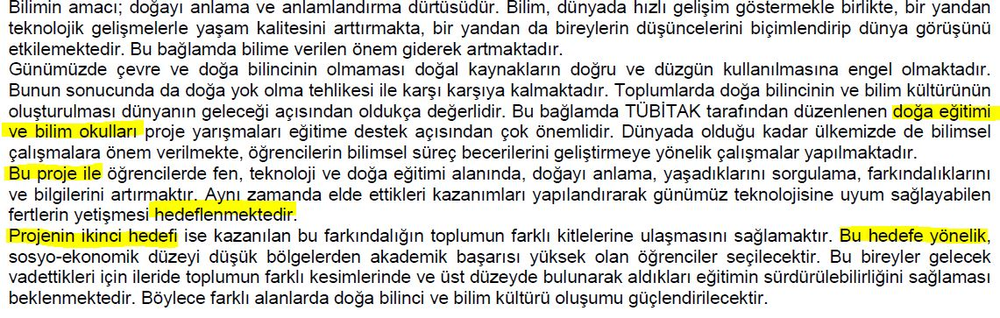 Bilimin amacı; doğayı anlama ve anlamlandırma dürtüsüdür. Bilim, dünyada hızlı gelişim göstermekle birlikte, bir yandan
teknolojik gelişmelerle yaşam kalitesini arttırmakta, bir yandan da bireylerin düşüncelerini biçimlendirip dünya görüşünü
etkilemektedir. Bu bağlamda bilime verilen önem giderek artmaktadır.
Günümüzde çevre ve doğa bilincinin olmaması doğal kaynakların doğru ve düzgün kullanılmasına engel olmaktadır.
Bunun sonucunda da doğa yok olma tehlikesi ile karşı karşıya kalmaktadır. Toplumlarda doğa bilincinin ve bilim kültürünün
oluşturulması dünyanın geleceği açısından oldukça değerlidir. Bu bağlamda TÜBİTAK tarafından düzenlenen doğa eğitimi
ve bilim okulları proje yarışmaları eğitime destek açısından çok önemlidir. Dünyada olduğu kadar ülkemizde de bilimsel
çalışmalara önem verilmekte, öğrencilerin bilimsel süreç becerilerini geliştirmeye yönelik çalışmalar yapılmaktadır.
Bu proje ile öğrencilerde fen, teknoloji ve doğa eğitimi alanında, doğayı anlama, yaşadıklarını sorgulama, farkındalıklarını
ve bilgilerini artırmaktır. Aynı zamanda elde ettikleri kazanımları yapılandırarak günümüz teknolojisine uyum sağlayabilen
fertlerin yetişmesi hedeflenmektedir.
Projenin ikinci hedefi ise kazanılan bu farkındalığın toplumun farklı kitlelerine ulaşmasını sağlamaktır. Bu hedefe yönelik,
sosyo-ekonomik düzeyi düşük bölgelerden akademik başarısı yüksek olan öğrenciler seçilecektir. Bu bireyler gelecek
vadettikleri için ileride toplumun farklı kesimlerinde ve üst düzeyde bulunarak aldıkları eğitimin sürdürülebilirliğini sağlaması
beklenmektedir. Böylece farklı alanlarda doğa bilinci ve bilim kültürü oluşumu güçlendirilecektir.